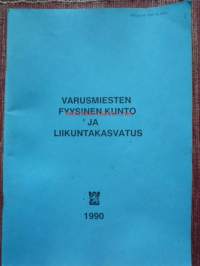 VARUSMIESTEN
FYYSINEN KUNTO
JA
LIIKUNTAKASVATUS
1990